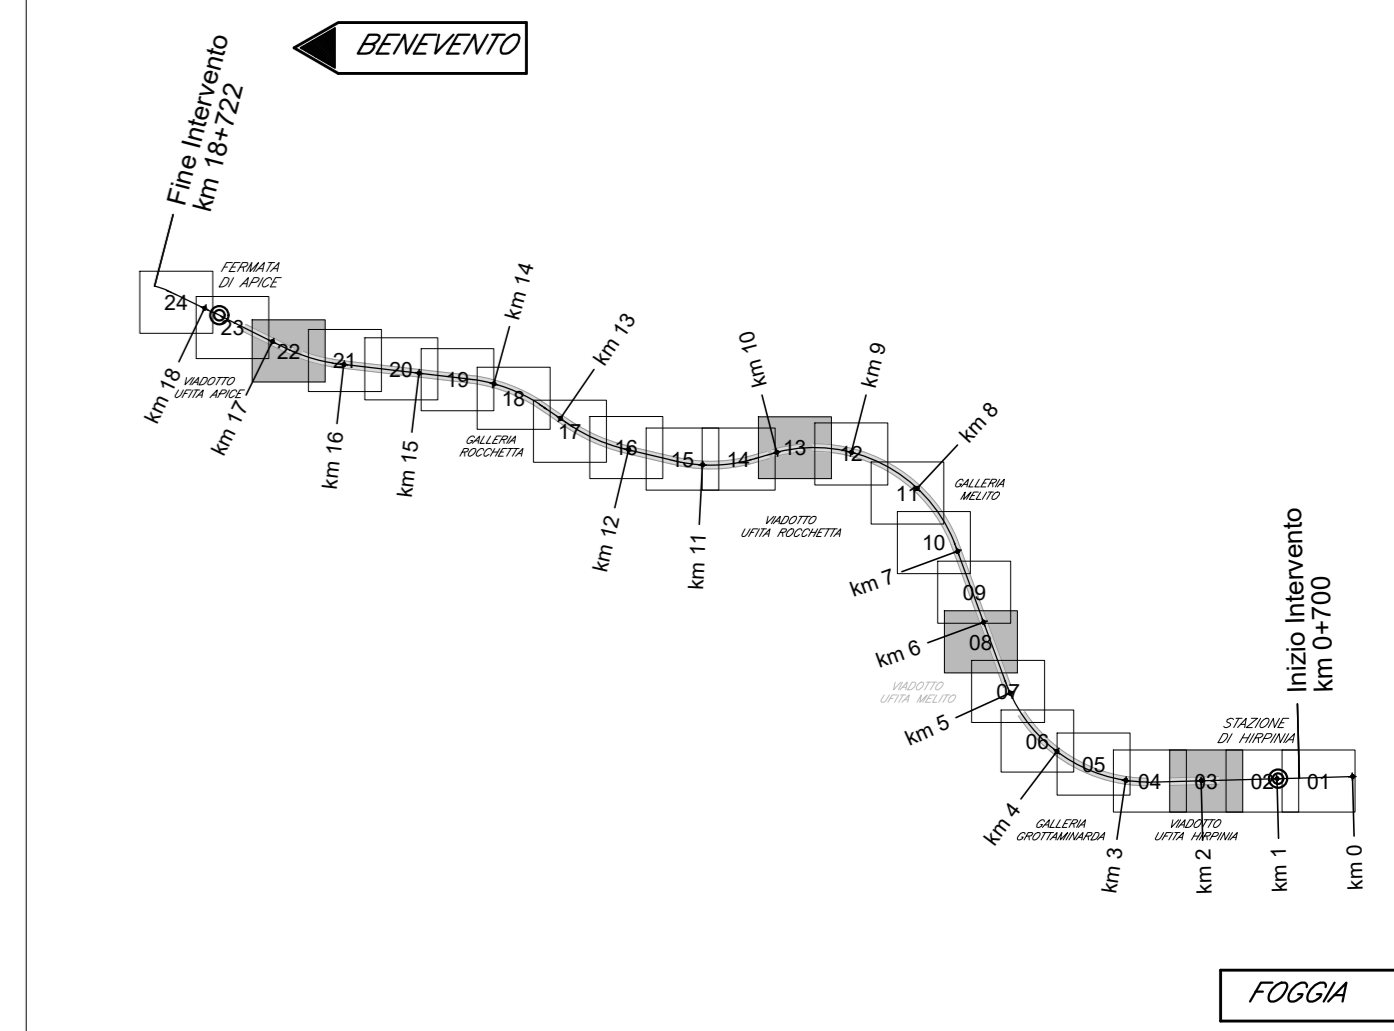 BENEVENTO
Fine Intervento
km 18+722
FERMATA
DI APICE
24
23
22
21
20
19
18
17
16
15
14
13
12
11
10
09
08
07
06
05
04
03
02
01
km 18
VIADOTTO
UFITA APICE
km 17
km 16
km 15
km 14
GALLERIA
ROCCHETTA
km 13
km 12
km 11
km 10
VIADOTTO
UFITA ROCCHETTA
km 9
km 8
GALLERIA
MELITO
km 7
km 6
VIADOTTO
UFITA MELITO
km 5
km 4
GALLERIA
GROTTAMINARDA
km 3
VIADOTTO
UFITA HIRPINIA
km 2
STAZIONE
DI HIRPINIA
km 1
Inizio Intervento
km 0+700
km 0
FOGGIA